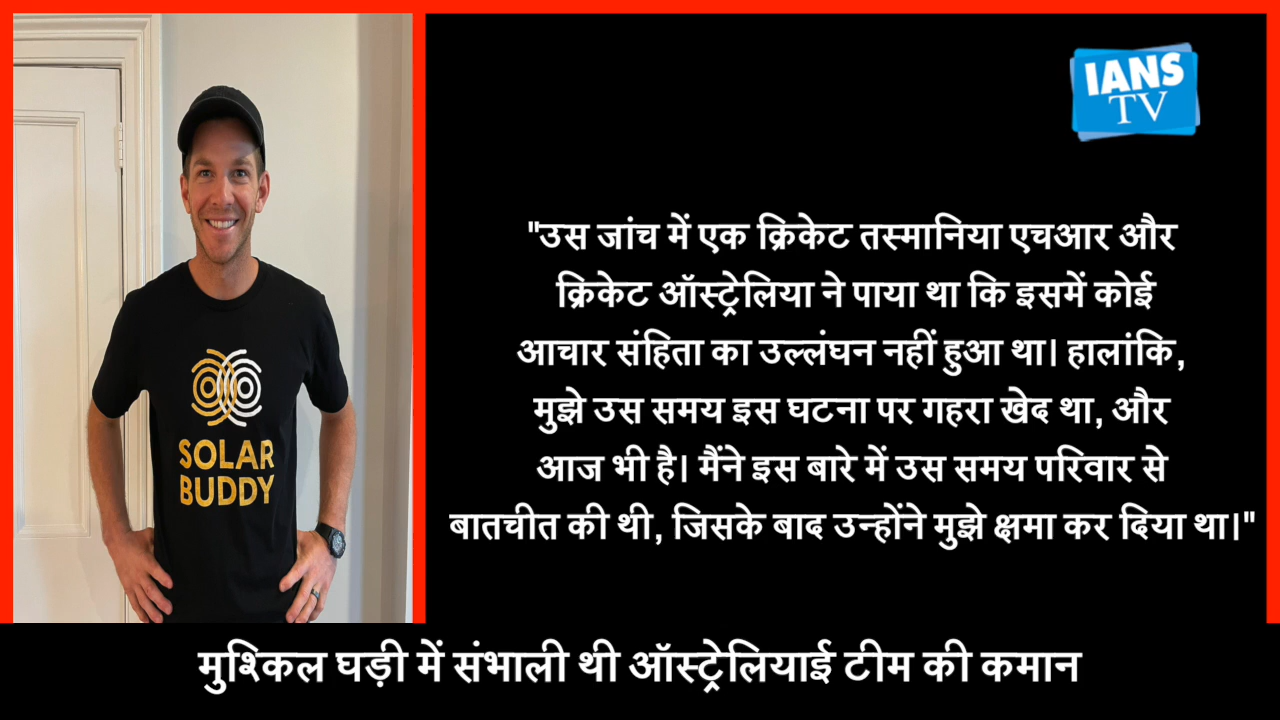 IANS
TV
"उस जांच में एक क्रिकेट तस्मानिया एचआर और
क्रिकेट ऑस्ट्रेलिया ने पाया था कि इसमें कोई
आचार संहिता का उल्लंघन नहीं हुआ था। हालांकि,
मुझे उस समय इस घटना पर गहरा खेद था, और
आज भी है। मैंने इस बारे में उस समय परिवार से
बातचीत की थी, जिसके बाद उन्होंने मुझे क्षमा कर दिया था।"
SOLAR
BUDDY
मुश्किल घड़ी में संभाली थी ऑस्ट्रेलियाई टीम की कमान